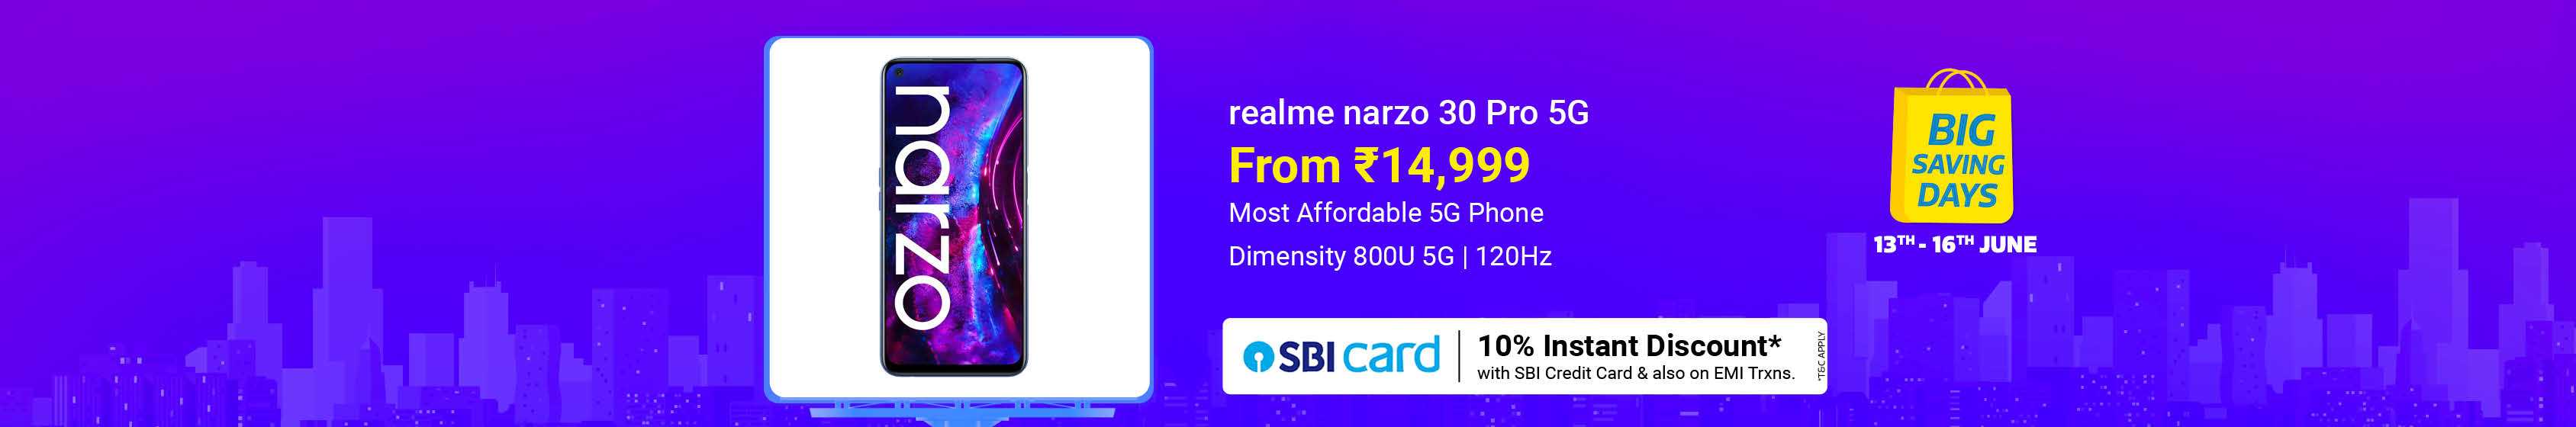 narzo
realme narzo 30 Pro 5G
From ₹14,999
Most Affordable 5G Phone
Dimensity 800U 5G | 120Hz
SBI card
10% Instant Discount*
with SBI Credit Card & also on EMI Trxns.
*T&C APPLY
BIG
SAVING
DAYS
13TH - 16TH JUNE